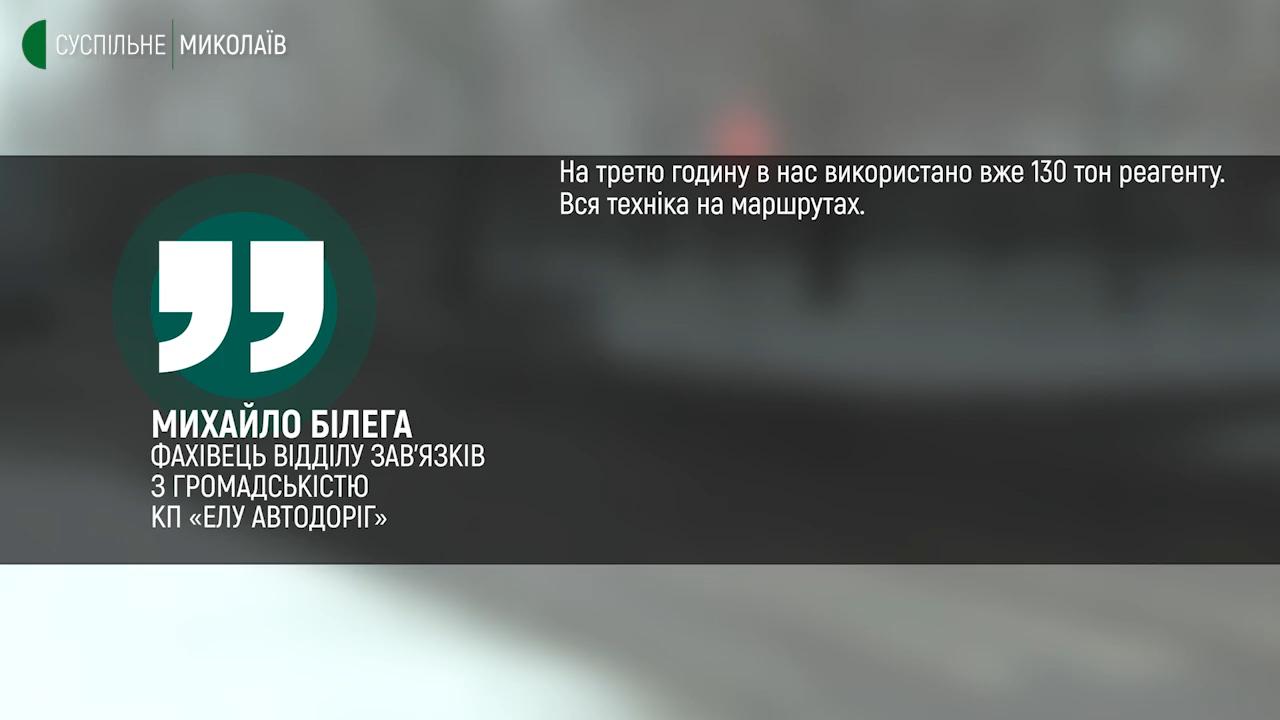 СУСПІЛЬНЕ МИКОЛАЇВ
На третю годину в нас використано вже 130 тон реагенту.
Вся техніка на маршрутах.
МИХАЙЛО БІЛЕГА
ФАХІВЕЦЬ ВІДДІЛУ ЗАВ'ЯЗКІВ
З ГРОМАДСЬКІСТЮ
КП «ЕЛУ АВТОДОРІГ»